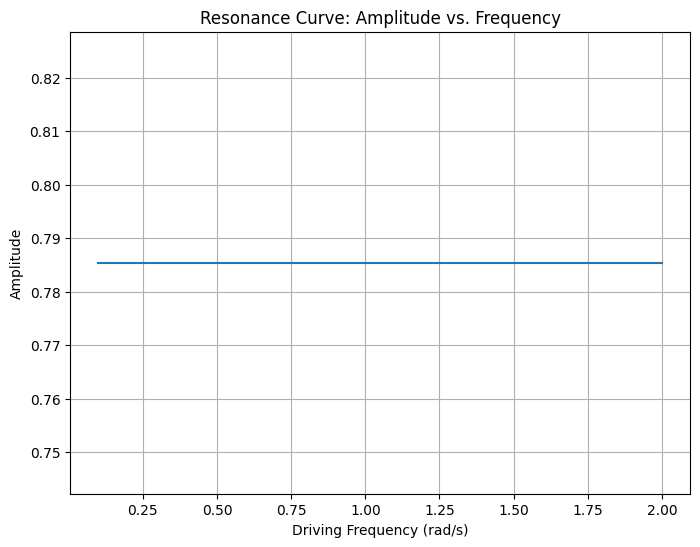 Resonance Curve: Amplitude vs. Frequency
0.82
0.81
0.80
0.79
0.78
0.77
0.76
0.75
Amplitude
0.25 0.50 0.75 1.00 1.25 1.50 1.75 2.00
Driving Frequency (rad/s)